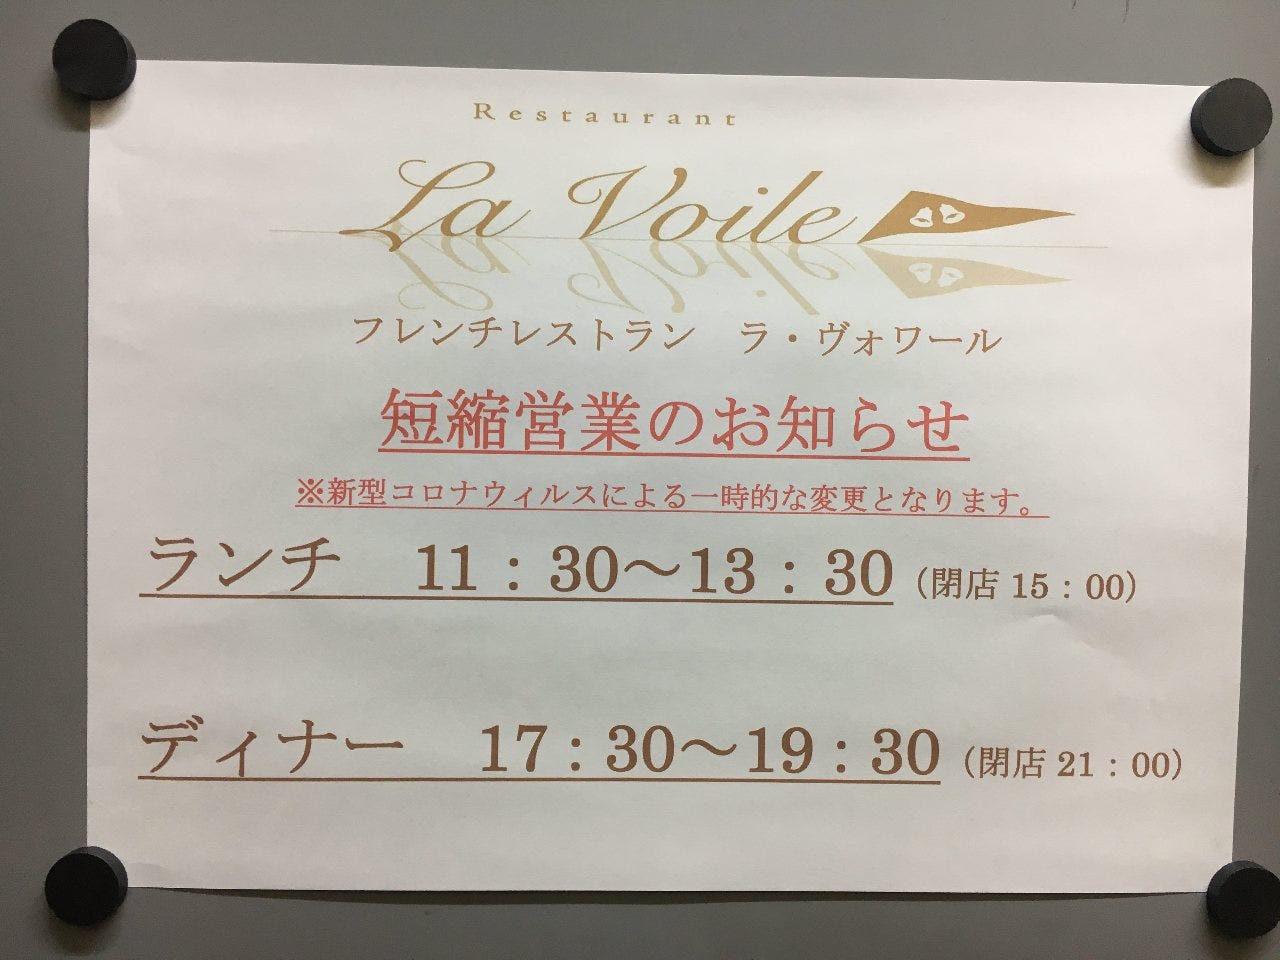 Restaurant
La Voile
フレンチレストラン　ラ・ヴォワール
短縮営業のお知らせ
※新型コロナウィルスによる一時的な変更となります。
ランチ　11：30～13：30（閉店 15：00）
ディナー　17：30～19：30（閉店 21：00）